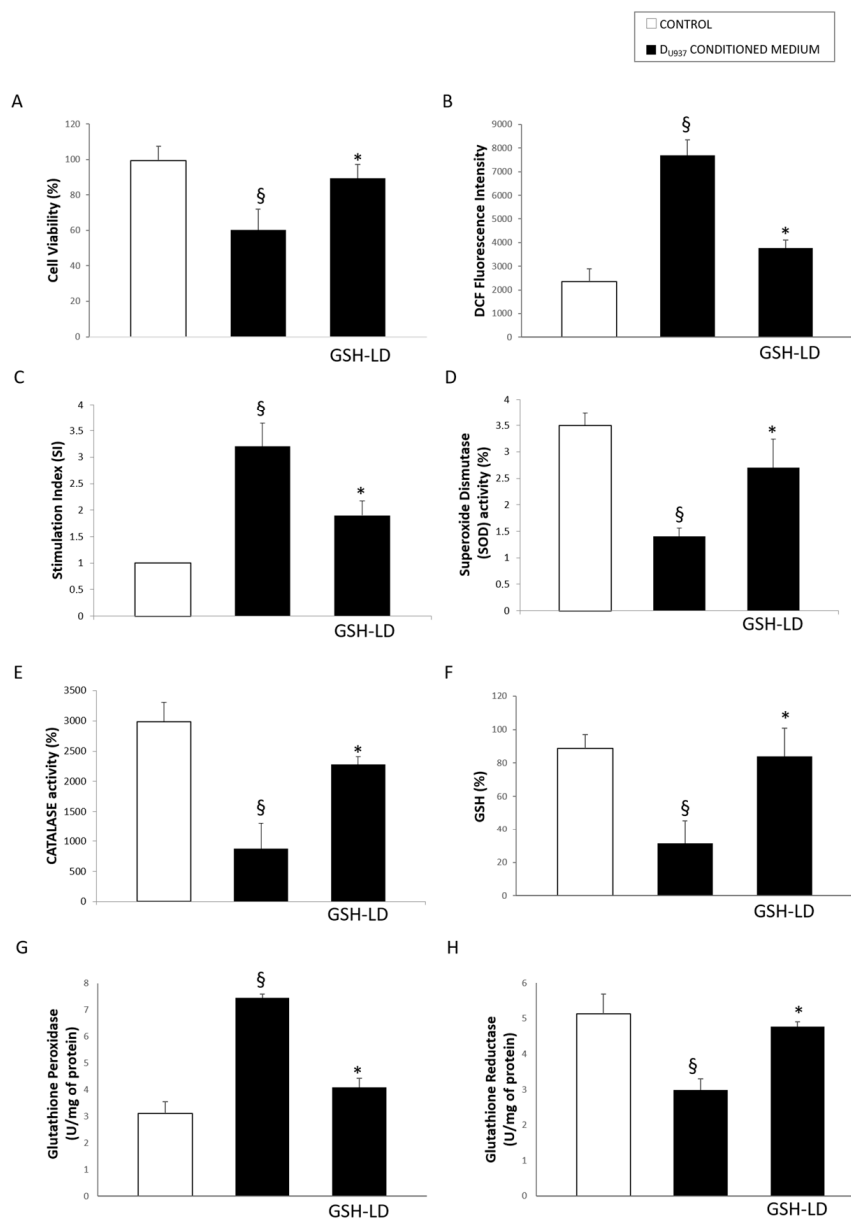 CONTROL
D_U937 CONDITIONED MEDIUM
A
Cell Viability (%)
120
100
80
60
40
20
0
§
*
GSH-LD
B
DCF Fluorescence Intensity
9000
8000
7000
6000
5000
4000
3000
2000
1000
0
§
*
GSH-LD
C
Stimulation Index (SI)
4
3.5
3
2.5
2
1.5
1
0.5
0
§
*
GSH-LD
D
Superoxide Dismutase
(SOD) activity (%)
4
3.5
3
2.5
2
1.5
1
0.5
0
§
*
GSH-LD
E
CATALASE activity (%)
3500
3000
2500
2000
1500
1000
500
0
§
*
GSH-LD
F
GSH (%)
120
100
80
60
40
20
0
§
*
GSH-LD
G
Glutathione Peroxidase
(U/mg of protein)
8
7
6
5
4
3
2
1
0
§
*
GSH-LD
H
Glutathione Reductase
(U/mg of protein)
6
5
4
3
2
1
0
§
*
GSH-LD